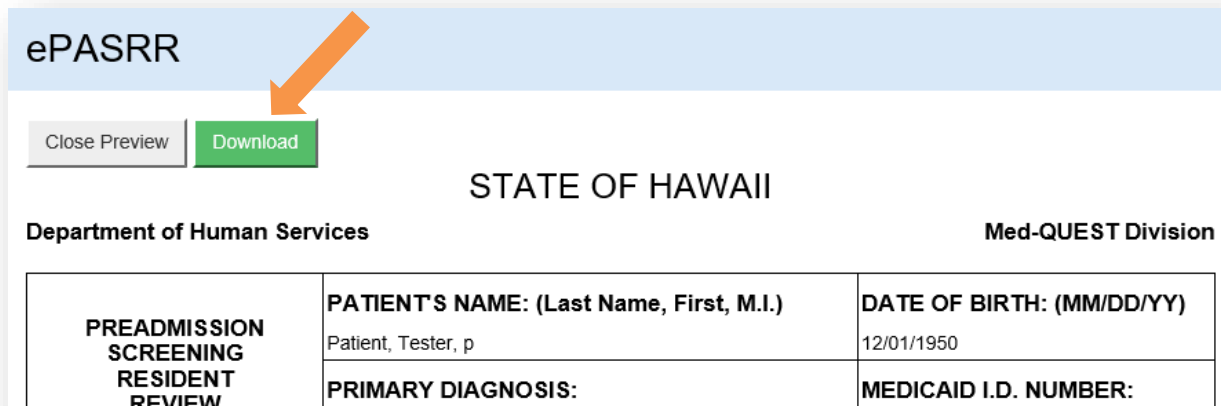 ePASRR
Close Preview
Download
STATE OF HAWAII
Department of Human Services
Med-QUEST Division
PREADMISSION
SCREENING
RESIDENT
REVIEW
PATIENT'S NAME: (Last Name, First, M.I.)
Patient, Tester, p
DATE OF BIRTH: (MM/DD/YY)
12/01/1950
PRIMARY DIAGNOSIS:
MEDICAID I.D. NUMBER: